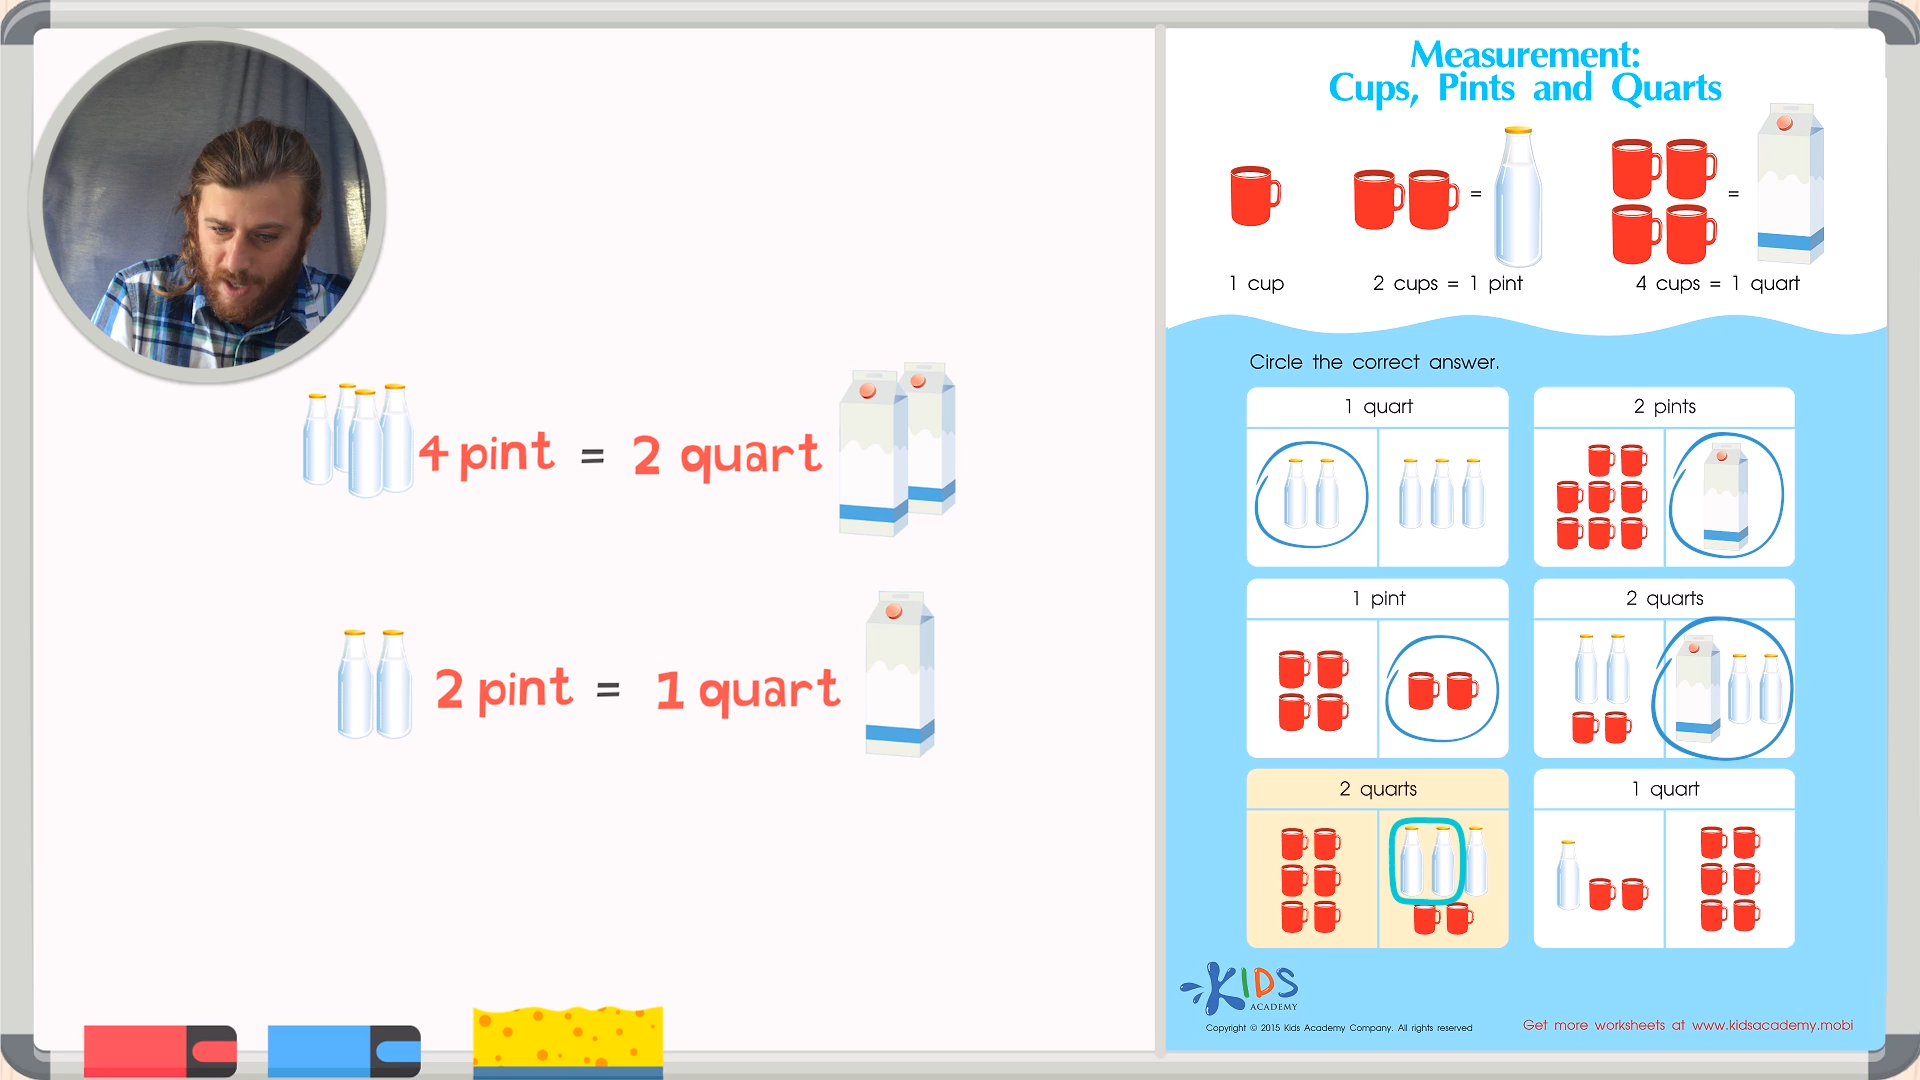 4 pint = 2 quart
2 pint = 1 quart
Measurement:
Cups, Pints and Quarts
= =
1 cup 2 cups = 1 pint 4 cups = 1 quart
Circle the correct answer.
1 quart 2 pints
1 pint 2 quarts
2 quarts 1 quart
KIDS
ACADEMY
Copyright © 2015 Kids Academy Company. All rights reserved
Get more worksheets at www.kidsacademy.mobi